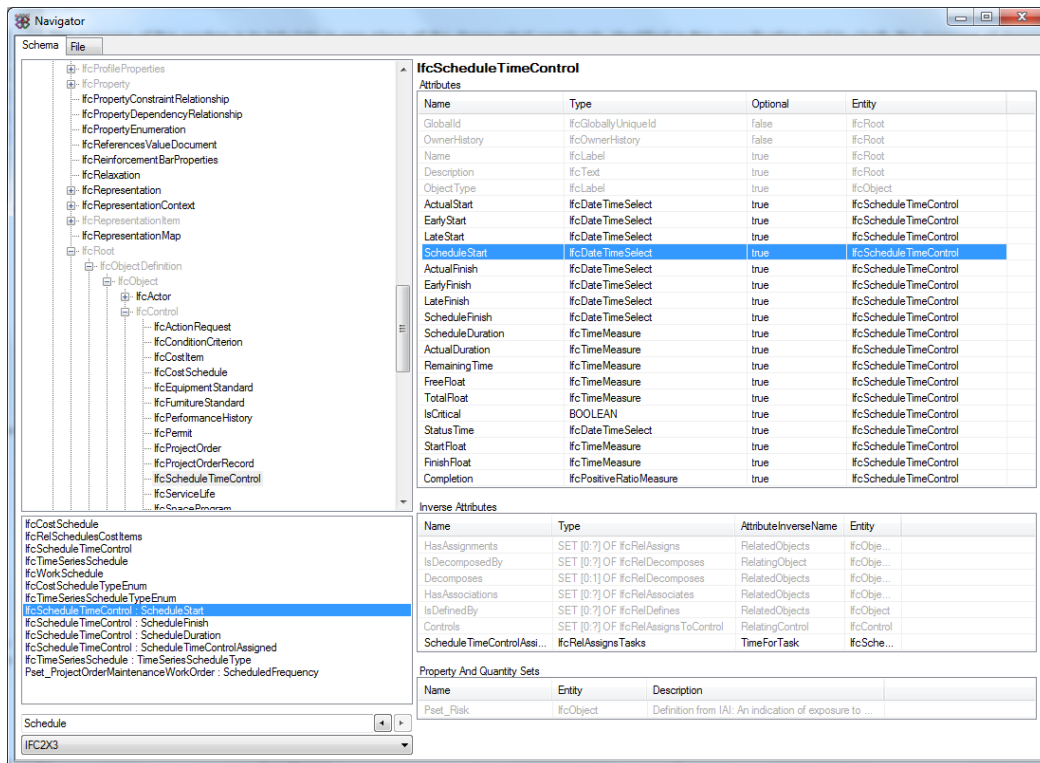 Navigator
Schema File
IfcProfileProperties
IfcProperty
IfcPropertyConstraintRelationship
IfcPropertyDependencyRelationship
IfcPropertyEnumeration
IfcReferencesValueDocument
IfcReinforcementBarProperties
IfcRelaxation
IfcRepresentation
IfcRepresentationContext
IfcRepresentationItem
IfcRepresentationMap
IfcRoot
IfcObjectDefinition
IfcObject
IfcActor
IfcControl
IfcActionRequest
IfcConditionCriterion
IfcCostItem
IfcCostSchedule
IfcEquipmentStandard
IfcFurnitureStandard
IfcPerformanceHistory
IfcPermit
IfcProjectOrder
IfcProjectOrderRecord
IfcScheduleTimeControl
IfcServiceLife
IfcSpaceProgram
IfcCostSchedule
IfcRelSchedulesCostItems
IfcScheduleTimeControl
IfcTimeSeriesSchedule
IfcWorkSchedule
IfcCostScheduleTypeEnum
IfcTimeSeriesScheduleTypeEnum
IfcScheduleTimeControl : ScheduleStart
IfcScheduleTimeControl : ScheduleFinish
IfcScheduleTimeControl : ScheduleDuration
IfcScheduleTimeControl : ScheduleTimeControlAssigned
IfcTimeSeriesSchedule : TimeSeriesScheduleType
Pset_ProjectOrderMaintenanceWorkOrder : ScheduledFrequency
Schedule
IFC2X3
IfcScheduleTimeControl
Attributes
Name Type Optional Entity
GlobalId IfcGloballyUniqueId false IfcRoot
OwnerHistory IfcOwnerHistory false IfcRoot
Name IfcLabel true IfcRoot
Description IfcText true IfcRoot
ObjectType IfcLabel true IfcObject
ActualStart IfcDateTimeSelect true IfcScheduleTimeControl
EarlyStart IfcDateTimeSelect true IfcScheduleTimeControl
LateStart IfcDateTimeSelect true IfcScheduleTimeControl
ScheduleStart IfcDateTimeSelect true IfcScheduleTimeControl
ActualFinish IfcDateTimeSelect true IfcScheduleTimeControl
EarlyFinish IfcDateTimeSelect true IfcScheduleTimeControl
LateFinish IfcDateTimeSelect true IfcScheduleTimeControl
ScheduleFinish IfcDateTimeSelect true IfcScheduleTimeControl
ScheduleDuration IfcTimeMeasure true IfcScheduleTimeControl
ActualDuration IfcTimeMeasure true IfcScheduleTimeControl
RemainingTime IfcTimeMeasure true IfcScheduleTimeControl
FreeFloat IfcTimeMeasure true IfcScheduleTimeControl
TotalFloat IfcTimeMeasure true IfcScheduleTimeControl
IsCritical BOOLEAN true IfcScheduleTimeControl
StatusTime IfcDateTimeSelect true IfcScheduleTimeControl
StartFloat IfcTimeMeasure true IfcScheduleTimeControl
FinishFloat IfcTimeMeasure true IfcScheduleTimeControl
Completion IfcPositiveRatioMeasure true IfcScheduleTimeControl
Inverse Attributes
Name Type AttributeInverseName Entity
HasAssignments SET [0:?] OF IfcRelAssigns RelatedObjects IfcObje...
IsDecomposedBy SET [0:?] OF IfcRelDecomposes RelatingObject IfcObje...
Decomposes SET [0:1] OF IfcRelDecomposes RelatedObjects IfcObje...
HasAssociations SET [0:?] OF IfcRelAssociates RelatedObjects IfcObje...
IsDefinedBy SET [0:?] OF IfcRelDefines RelatedObjects IfcObject
Controls SET [0:?] OF IfcRelAssignsToControl RelatingControl IfcControl
ScheduleTimeControlAssi... IfcRelAssignsTasks TimeForTask IfcSche...
Property And Quantity Sets
Name Entity Description
Pset_Risk IfcObject Definition from IAI: An indication of exposure to ...